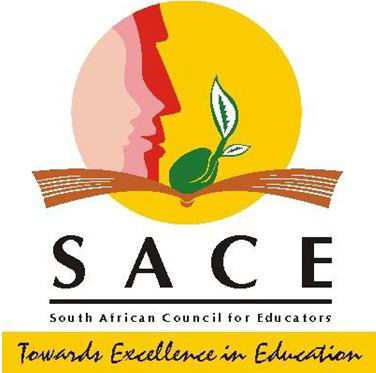 SACE
South African Council for Educators
Towards Excellence in Education